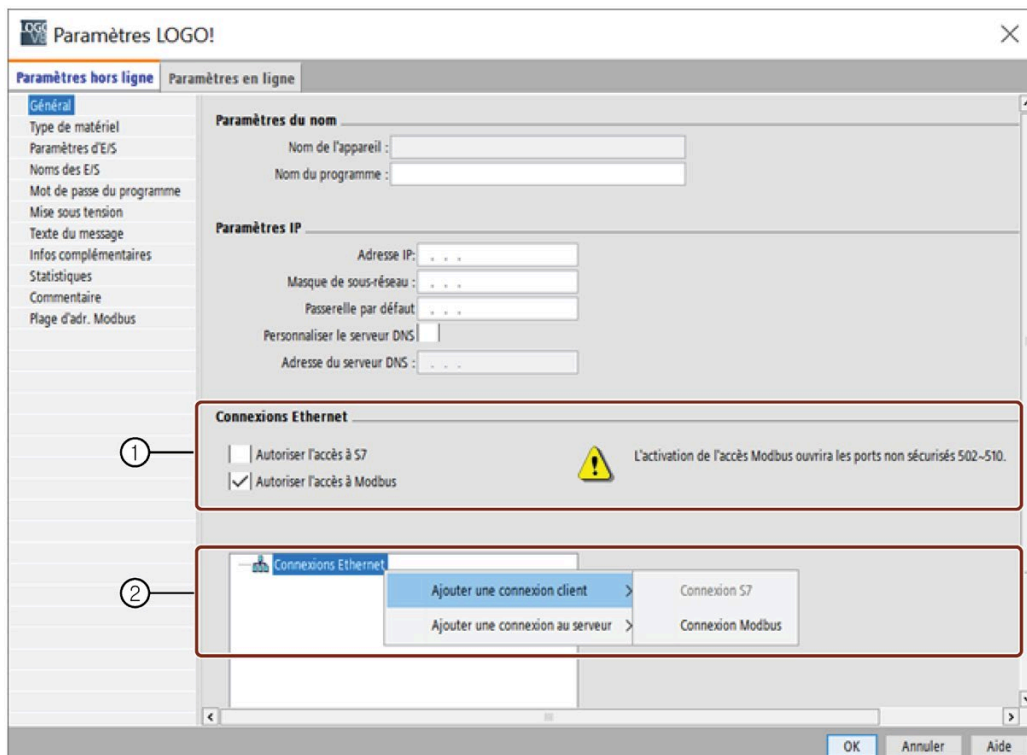 Paramètres LOGO!
Paramètres hors ligne
Paramètres en ligne
Général
Type de matériel
Paramètres d'E/S
Noms des E/S
Mot de passe du programme
Mise sous tension
Texte du message
Infos complémentaires
Statistiques
Commentaire
Plage d'adr. Modbus
Paramètres du nom
Nom de l'appareil :
Nom du programme :
Paramètres IP
Adresse IP: . . .
Masque de sous-réseau : . . .
Passerelle par défaut . . .
Personnaliser le serveur DNS
Adresse du serveur DNS : . . .
1
Connexions Ethernet
Autoriser l'accès à S7
Autoriser l'accès à Modbus
L'activation de l'accès Modbus ouvrira les ports non sécurisés 502~510.
2
Connexions Ethernet
Ajouter une connexion client
Ajouter une connexion au serveur
Connexion S7
Connexion Modbus
OK
Annuler
Aide